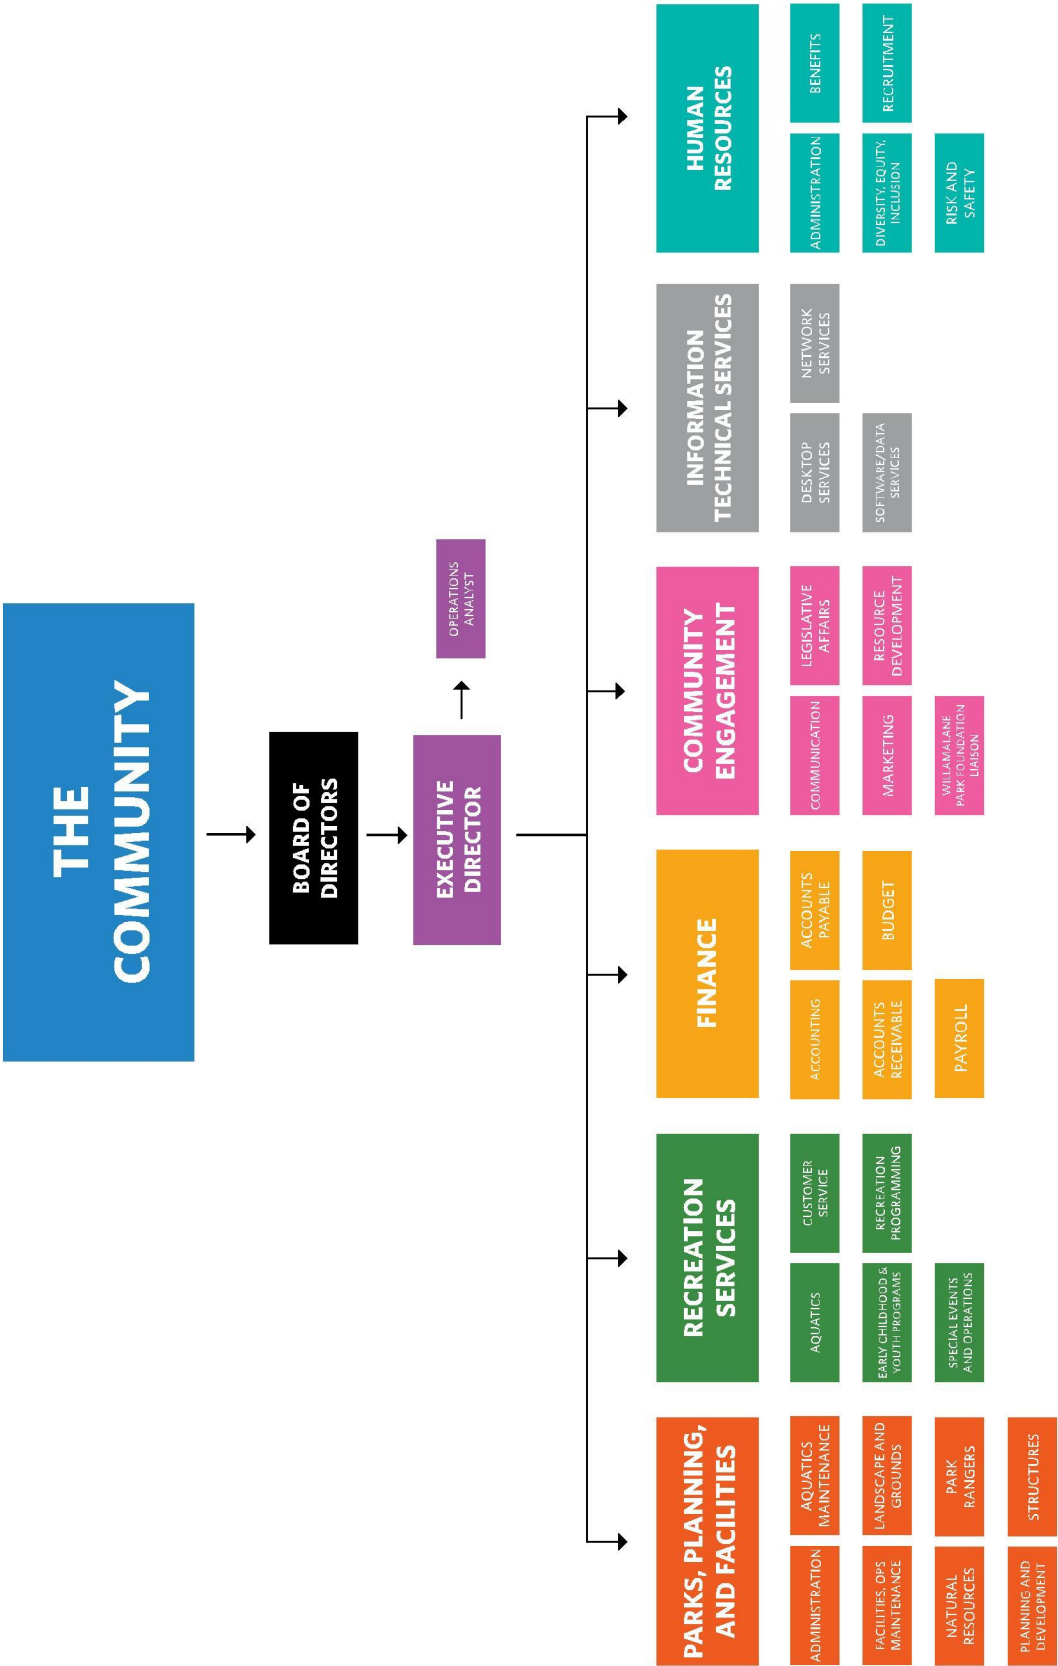 THE
COMMUNITY
BOARD OF
DIRECTORS
EXECUTIVE
DIRECTOR
OPERATIONS
ANALYST
PARKS, PLANNING,
AND FACILITIES
ADMINISTRATION
AQUATICS
MAINTENANCE
FACILITIES, OPS
MAINTENANCE
LANDSCAPE AND
GROUNDS
NATURAL
RESOURCES
PARK
RANGERS
PLANNING AND
DEVELOPMENT
STRUCTURES
RECREATION
SERVICES
AQUATICS
CUSTOMER
SERVICE
EARLY CHILDHOOD &
YOUTH PROGRAMS
RECREATION
PROGRAMMING
SPECIAL EVENTS
AND OPERATIONS
FINANCE
ACCOUNTING
ACCOUNTS
PAYABLE
ACCOUNTS
RECEIVABLE
BUDGET
PAYROLL
COMMUNITY
ENGAGEMENT
COMMUNICATION
LEGISLATIVE
AFFAIRS
MARKETING
RESOURCE
DEVELOPMENT
WILLAMALANE
PARK FOUNDATION
LIAISON
INFORMATION
TECHNICAL SERVICES
DESKTOP
SERVICES
NETWORK
SERVICES
SOFTWARE/DATA
SERVICES
HUMAN
RESOURCES
ADMINISTRATION
BENEFITS
DIVERSITY, EQUITY,
INCLUSION
RECRUITMENT
RISK AND
SAFETY